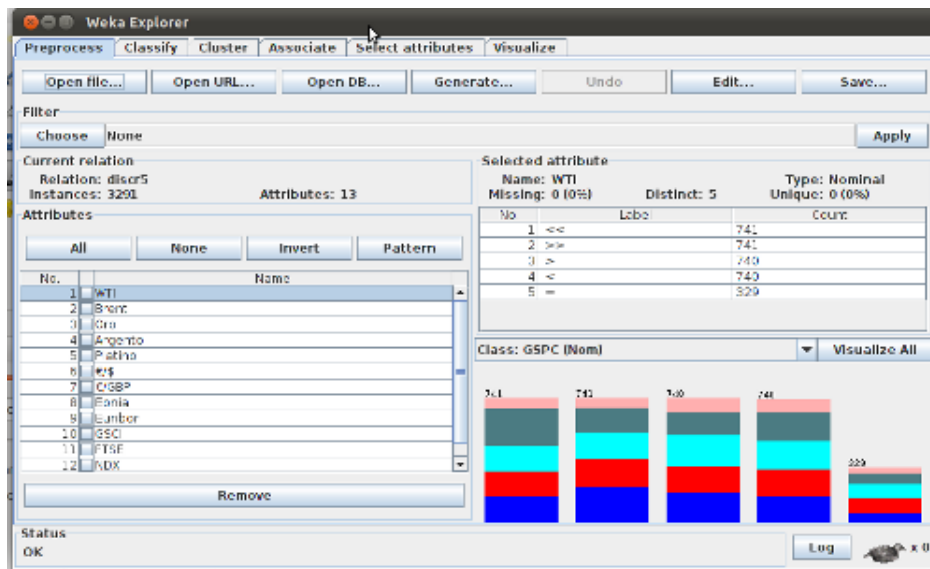 Weka Explorer
Preprocess Classify Cluster Associate Select attributes Visualize
Open file... Open URL... Open DB... Generate... Undo Edit... Save...
Filter
Choose None Apply
Current relation
Relation: discr5
Instances: 3291 Attributes: 13
Attributes
All None Invert Pattern
No. Name
1 WTI
2 Brent
3 Oro
4 Argento
5 Platino
6 €/$
7 €/GBP
8 Eonia
9 Euribor
10 GSCI
11 FTSE
12 NDX
Remove
Selected attribute
Name: WTI Type: Nominal
Missing: 0 (0%) Distinct: 5 Unique: 0 (0%)
No. Label Count
1 << 741
2 >> 741
3 > 740
4 < 740
5 = 329
Class: GSPC (Nom) Visualize All
741 741 740 740 329
Status
OK
Log x 0